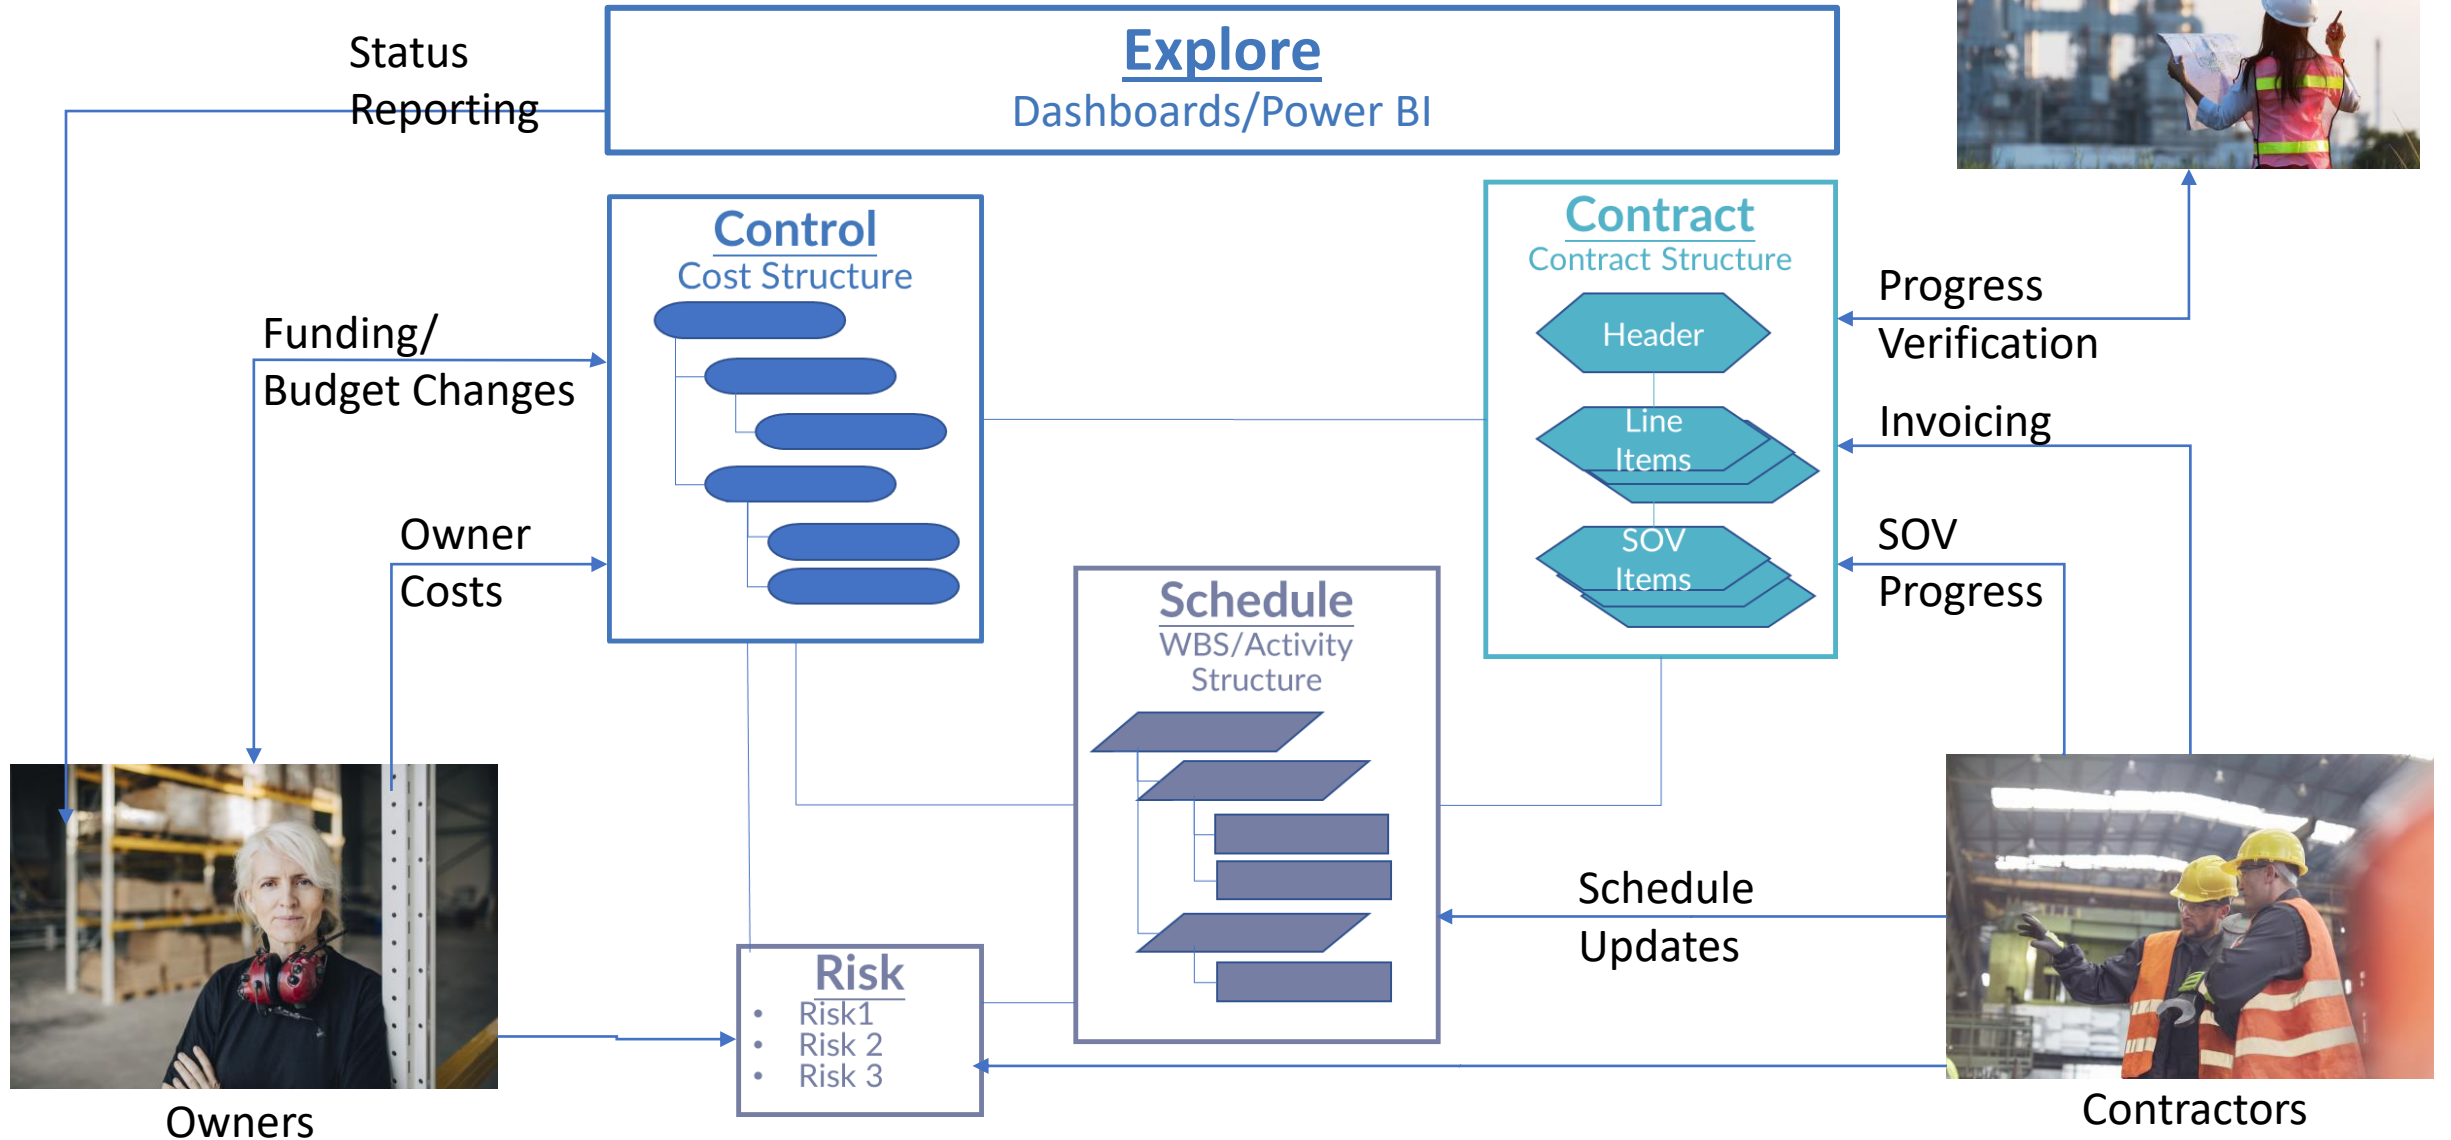 Status
Reporting
Explore
Dashboards/Power BI
Control
Cost Structure
Contract
Contract Structure
Header
Line
Items
SOV
Items
Funding/
Budget Changes
Owner
Costs
Progress
Verification
Invoicing
SOV
Progress
Schedule
WBS/Activity
Structure
Schedule
Updates
Risk
• Risk1
• Risk 2
• Risk 3
Owners
Contractors